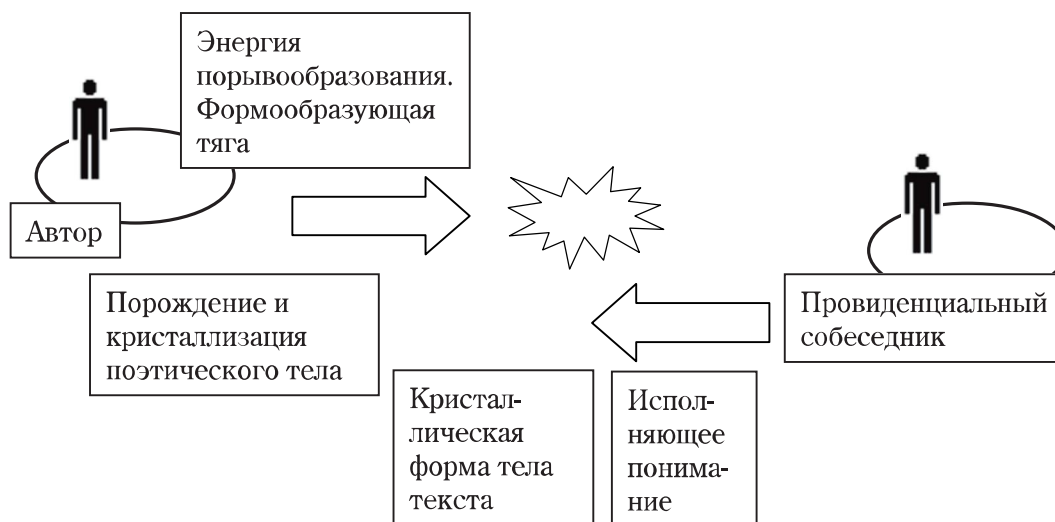 Энергия
порывообразования.
Формообразующая
тяга
Автор
Порождение и
кристаллизация
поэтического тела
Провиденциальный
собеседник
Кристал-
лическая
форма тела
текста
Испол-
няющее
понима-
ние